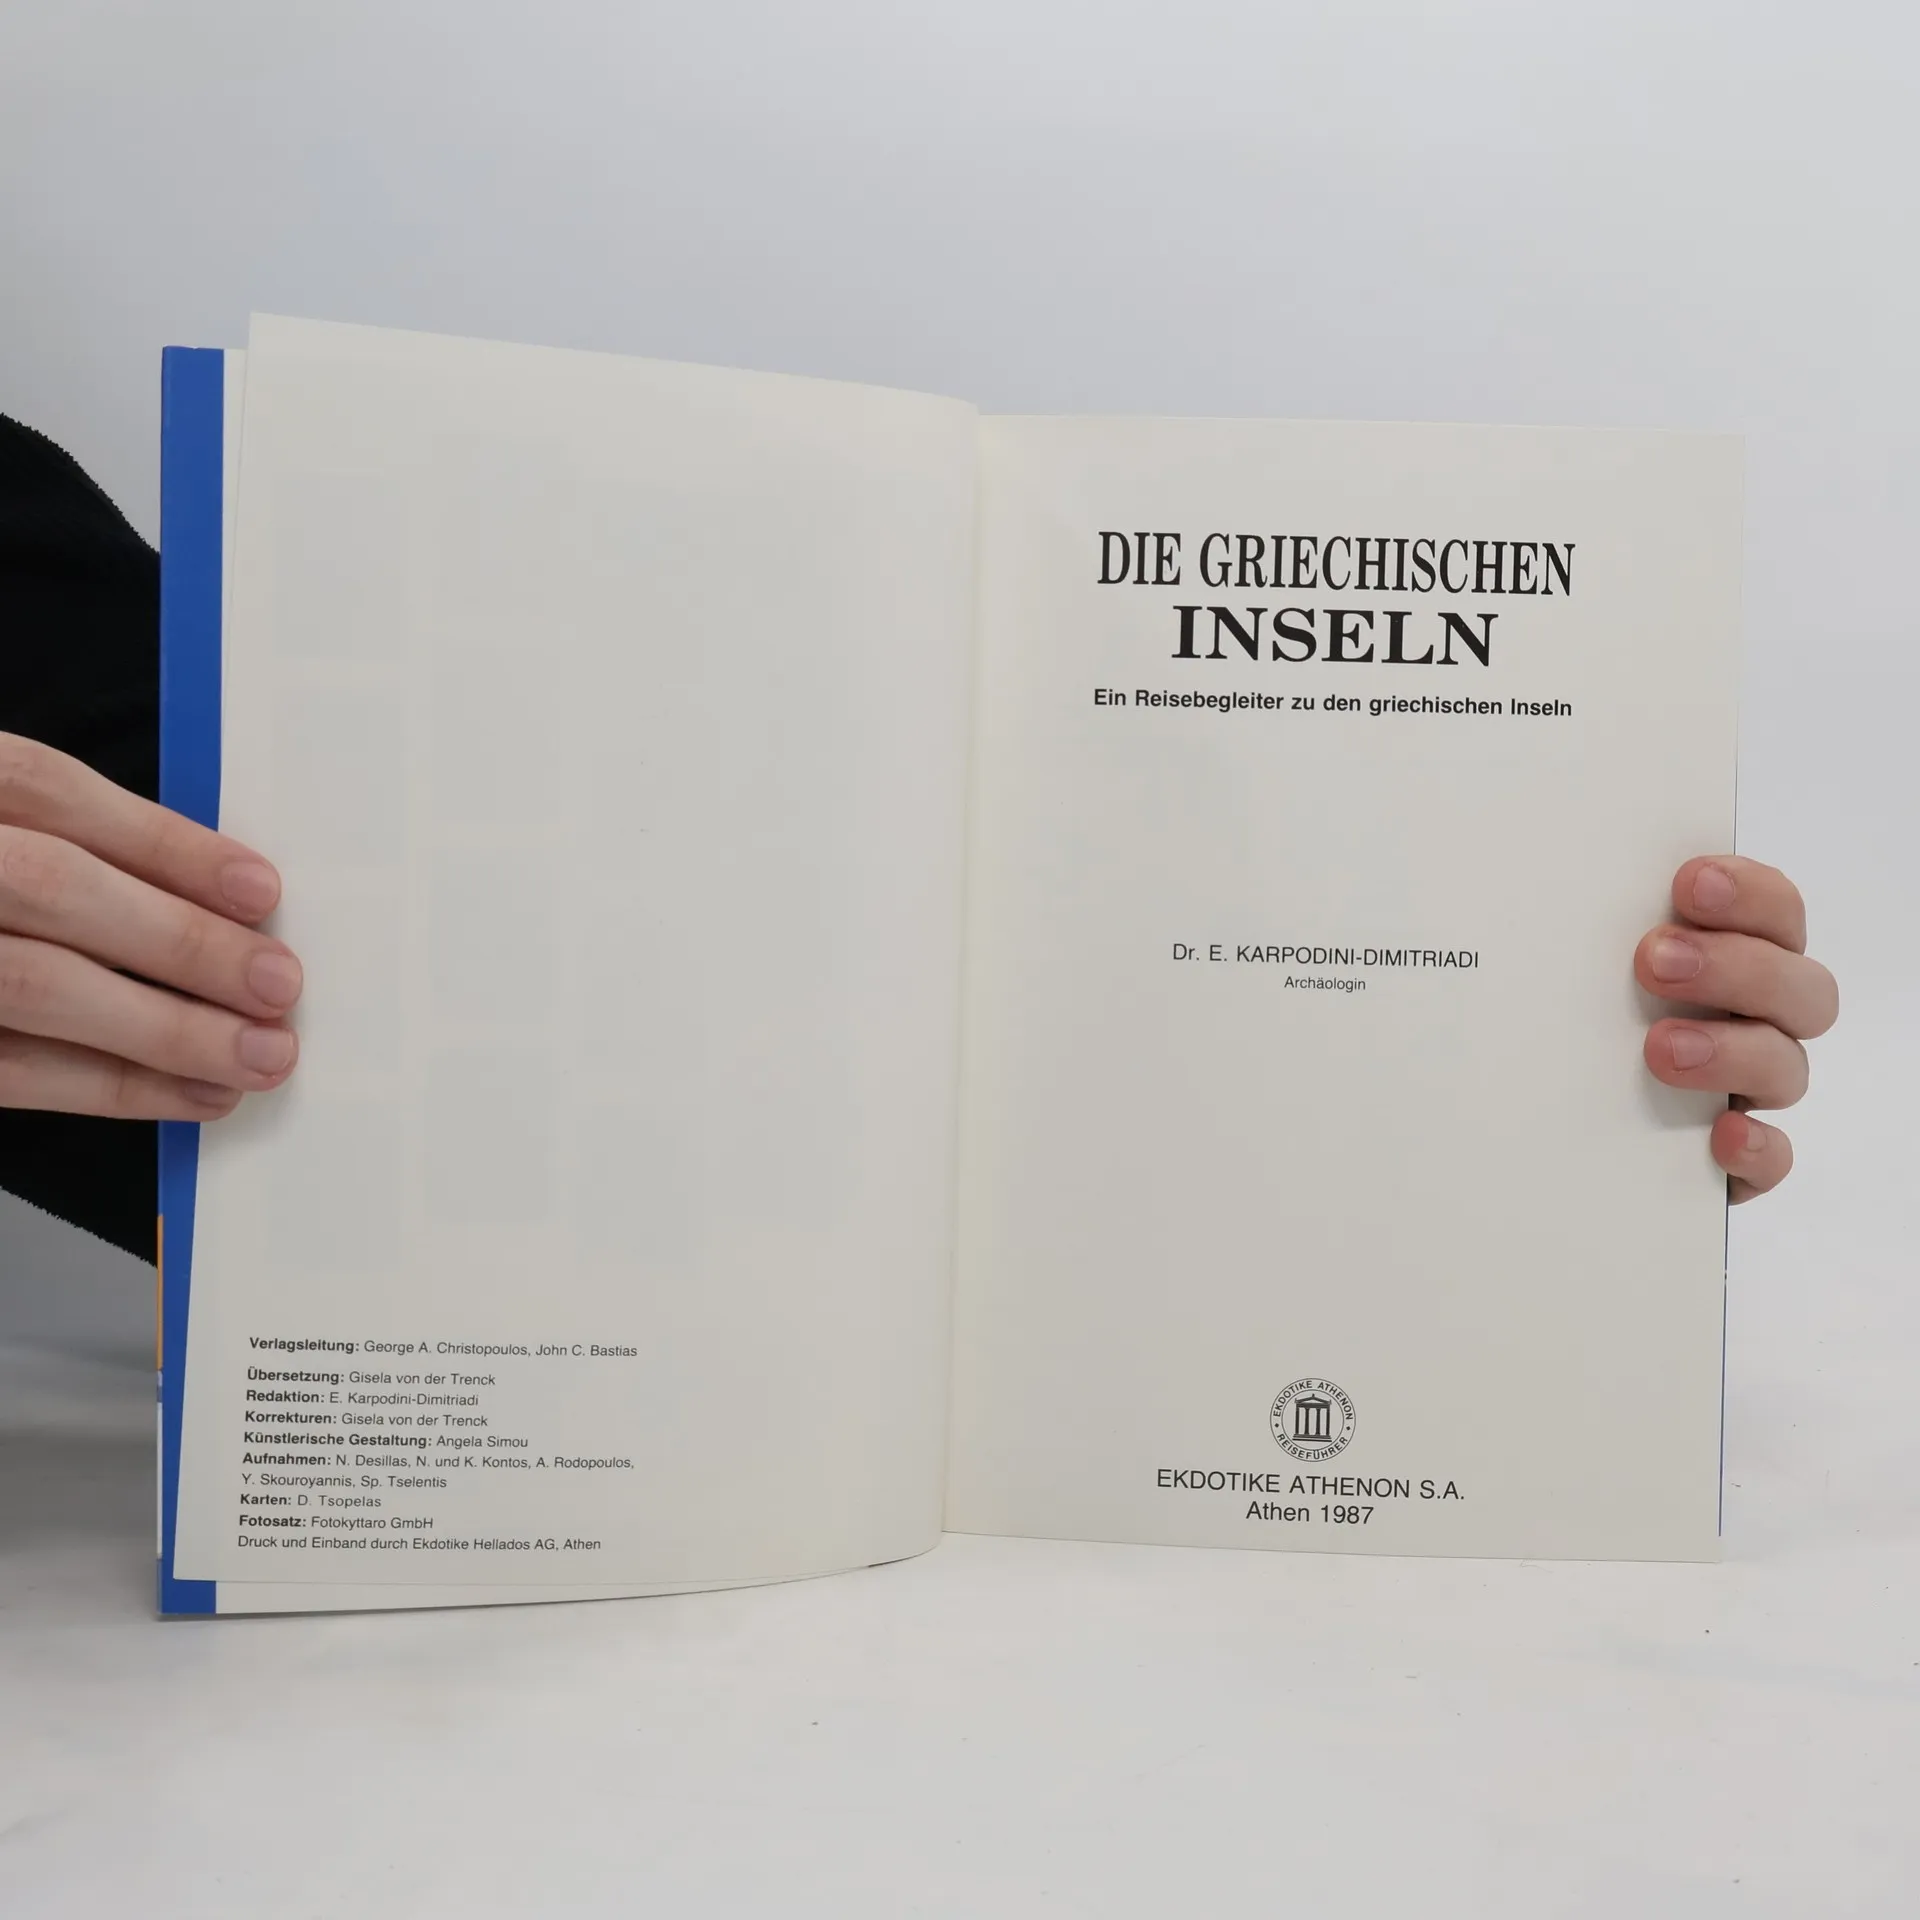 Verlagsleitung: George A. Christopoulos, John C. Bastias
Übersetzung: Gisela von der Trenck
Redaktion: E. Karpodini-Dimitriadi
Korrekturen: Gisela von der Trenck
Künstlerische Gestaltung: Angela Simou
Aufnahmen: N. Desillas, N. und K. Kontos, A. Rodopoulos,
Y. Skouroyannis, Sp. Tselentis
Karten: D. Tsopelas
Fotosatz: Fotokyttaro GmbH
Druck und Einband durch Ekdotike Hellados AG, Athen
DIE GRIECHISCHEN
INSELN
Ein Reisebegleiter zu den griechischen Inseln
Dr. E. KARPODINI-DIMITRIADI
Archäologin
EKDOTIKE ATHENON
REISEFÜHRER
EKDOTIKE ATHENON S.A.
Athen 1987